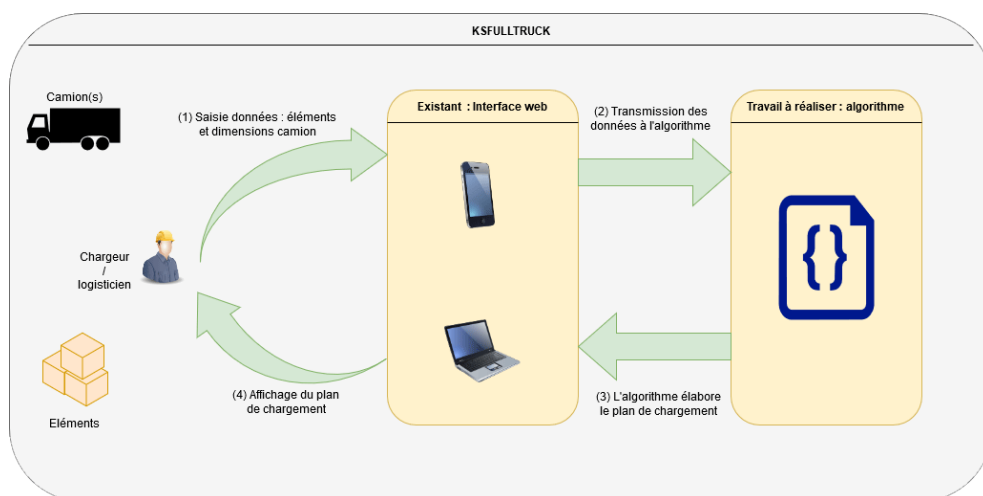 KSFULLTRUCK
Camion(s)
(1) Saisie données : éléments
et dimensions camion
Existant : Interface web
(2) Transmission des
données à l'algorithme
Travail à réaliser : algorithme
Chargeur
/
logisticien
{}
(4) Affichage du plan
de chargement
(3) L'algorithme élabore
le plan de chargement
Eléments